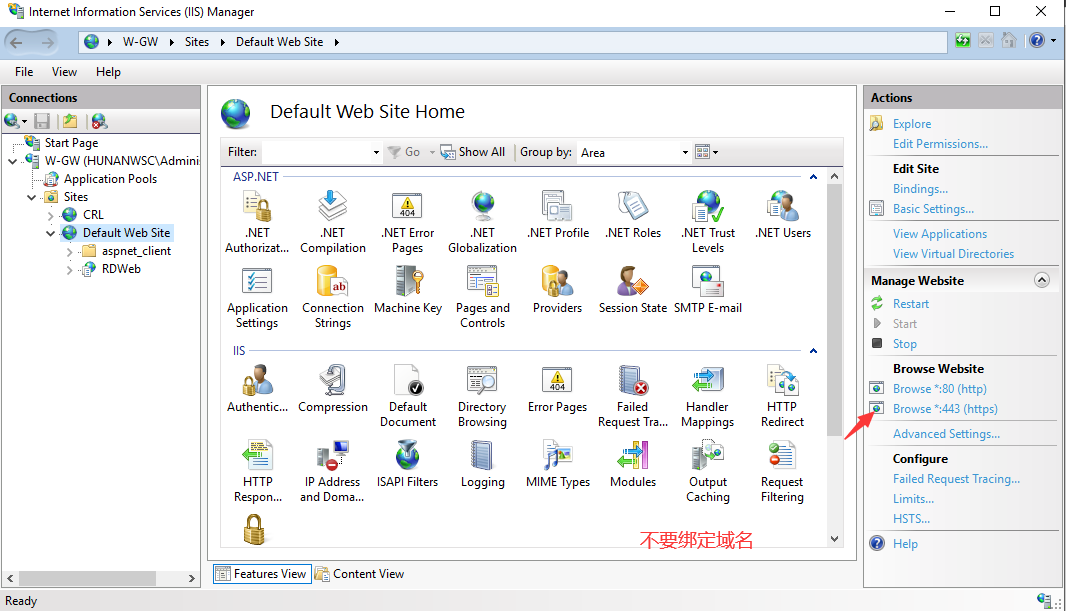 Internet Information Services (IIS) Manager
W-GW
Sites
Default Web Site
File
View
Help
Connections
Start Page
W-GW (HUNANWSC\Admini
Application Pools
Sites
CRL
Default Web Site
aspnet_client
RDWeb
Default Web Site Home
Filter:
Go
Show All
Group by:
Area
ASP.NET
.NET
Authorizat...
.NET
Compilation
.NET Error
Pages
.NET
Globalization
.NET Profile
.NET Roles
.NET Trust
Levels
.NET Users
Application
Settings
Connection
Strings
Machine Key
Pages and
Controls
Providers
Session State
SMTP E-mail
IIS
Authentic...
Compression
Default
Document
Directory
Browsing
Error Pages
Failed
Request Tra...
Handler
Mappings
HTTP
Redirect
HTTP
Respon...
IP Address
and Doma...
ISAPI Filters
Logging
MIME Types
Modules
Output
Caching
Request
Filtering
不要绑定域名
Features View
Content View
Actions
Explore
Edit Permissions...
Edit Site
Bindings...
Basic Settings...
View Applications
View Virtual Directories
Manage Website
Restart
Start
Stop
Browse Website
Browse *:80 (http)
Browse *:443 (https)
Advanced Settings...
Configure
Failed Request Tracing...
Limits...
HSTS...
Help
Ready